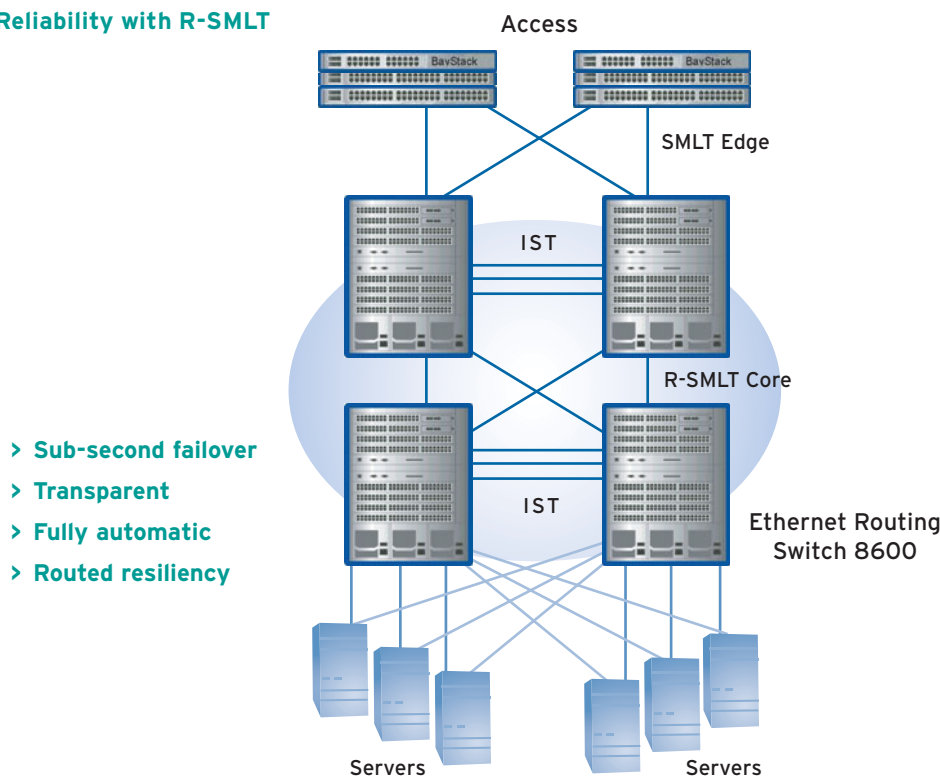 Reliability with R-SMLT
Access
BayStack
BayStack
SMLT Edge
IST
R-SMLT Core
> Sub-second failover
> Transparent
> Fully automatic
> Routed resiliency
IST
Ethernet Routing
Switch 8600
Servers
Servers